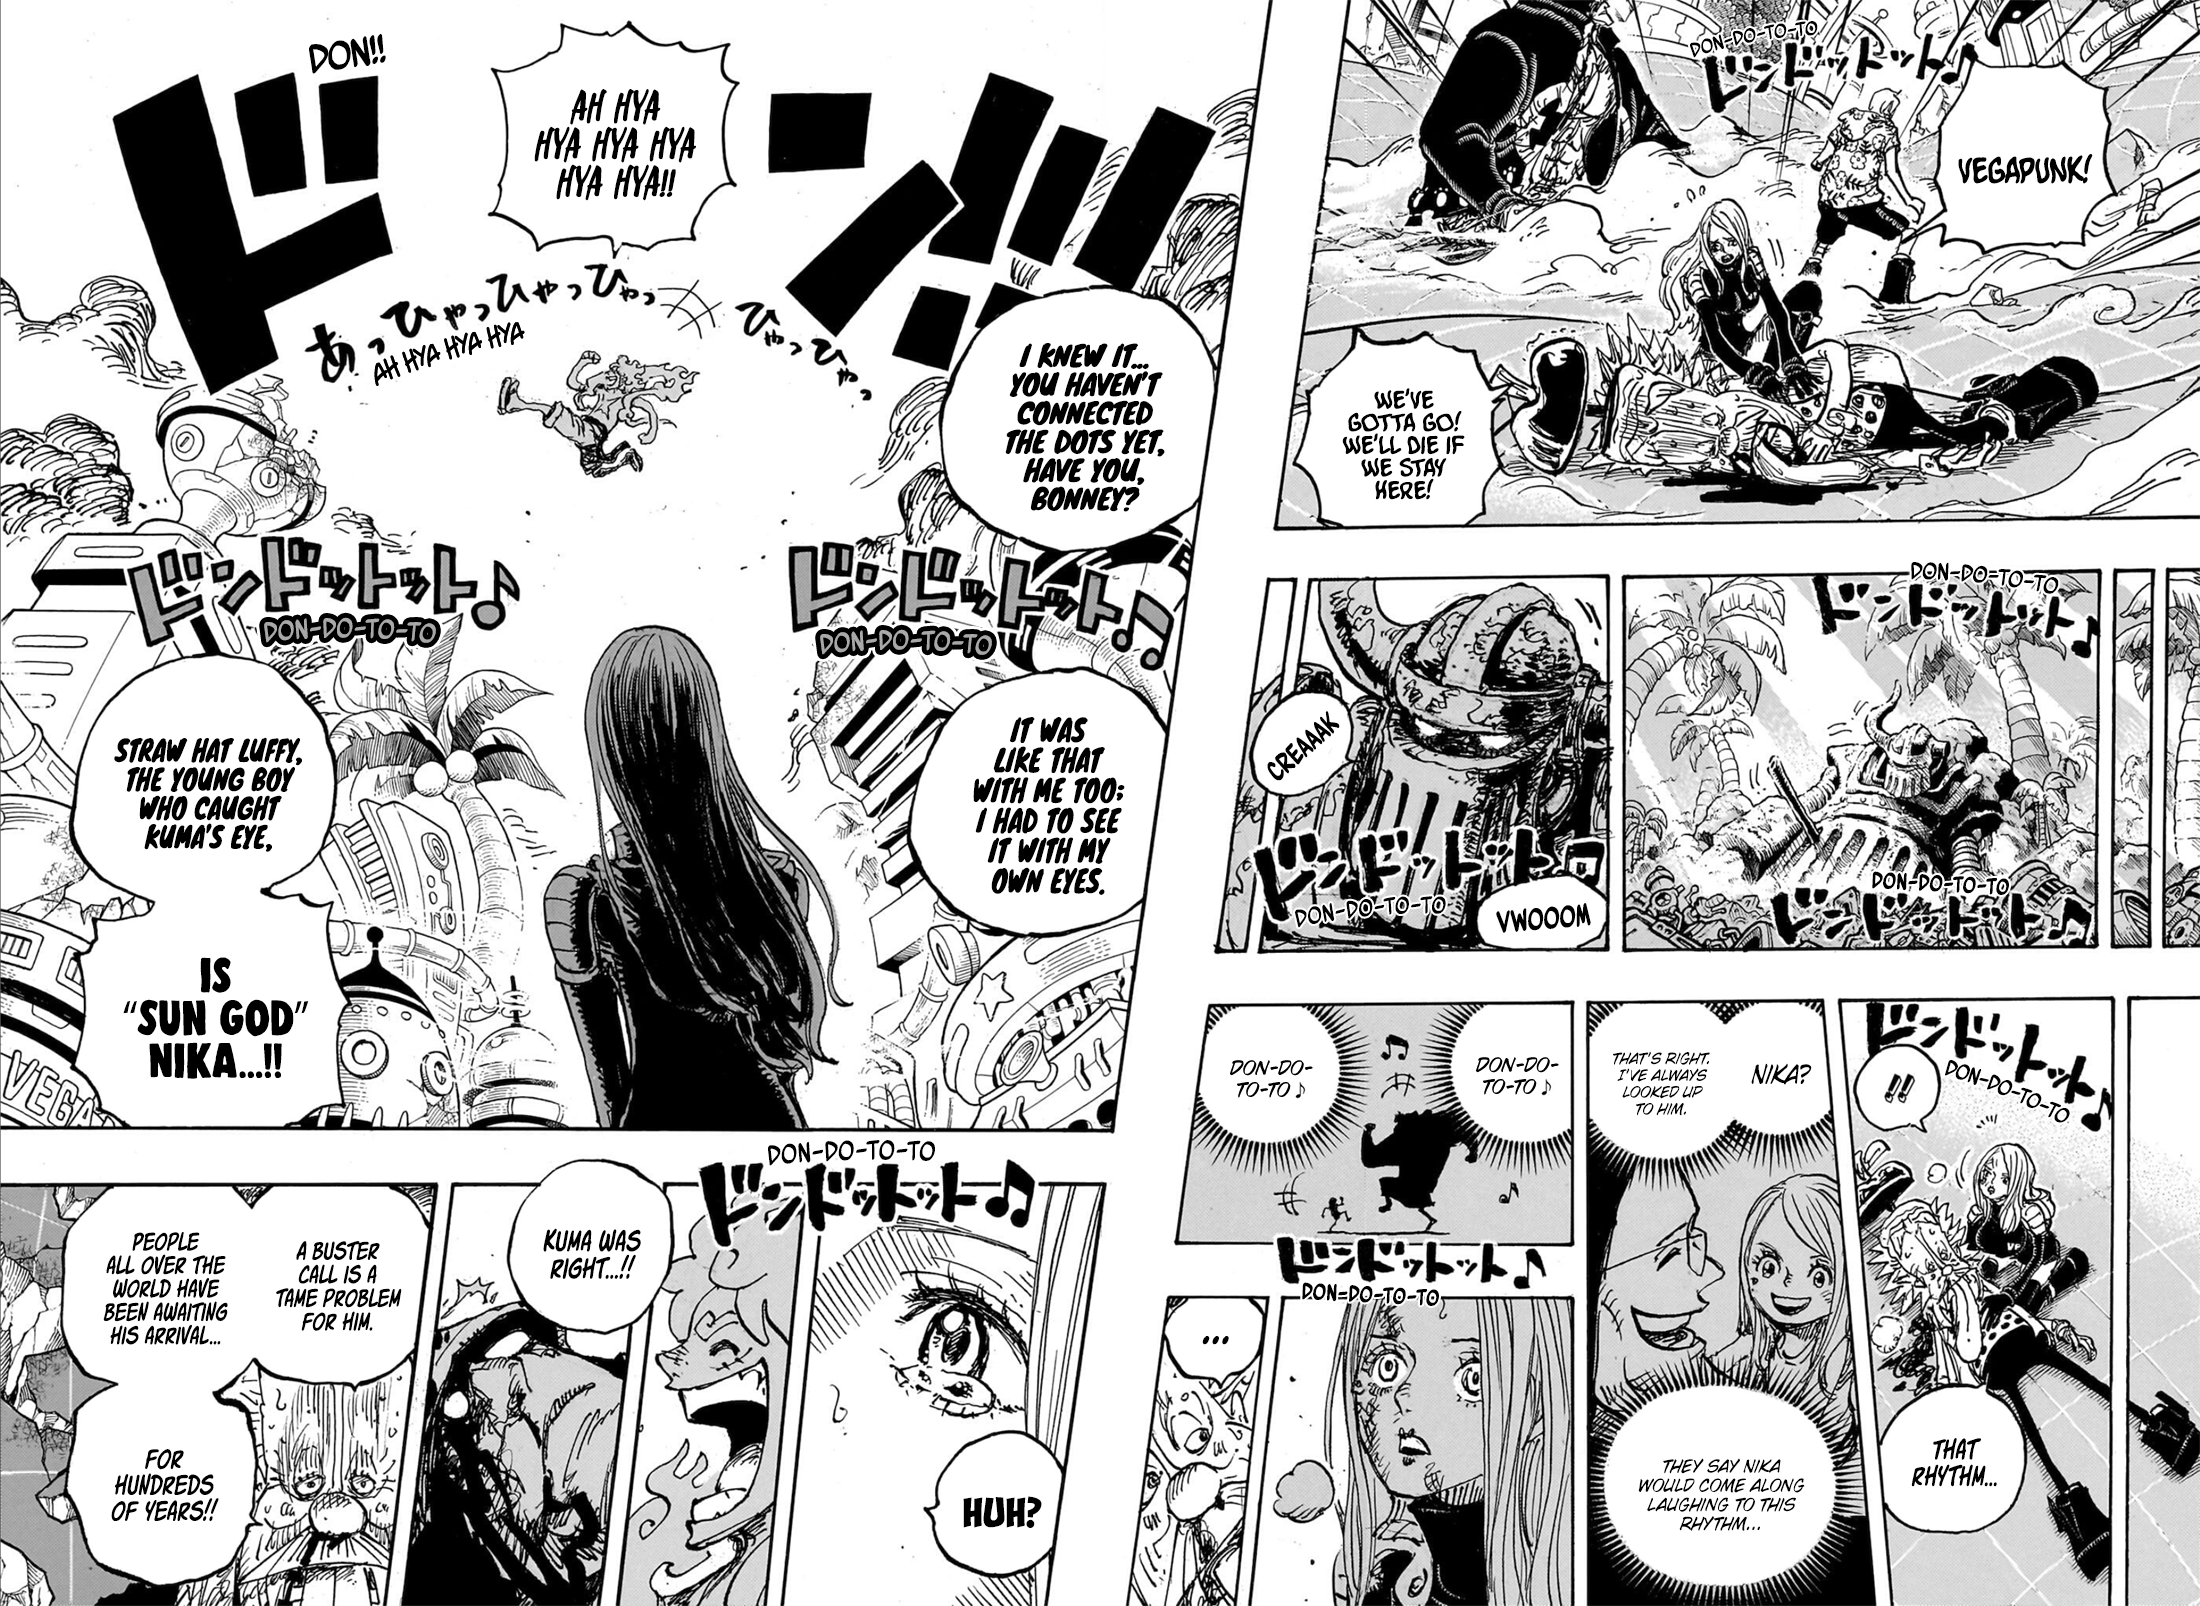 DON-DO-TO-TO
ドンドットット♪
VEGAPUNK!
WE'VE
GOTTA GO!
WE'LL DIE IF
WE STAY
HERE!
DON-DO-TO-TO
ドンドットット♪
DON-DO-TO-TO
ドンドットット♪
CREAAAK
ドンドットット♫
DON-DO-TO-TO
VWOOOM
ドンドットット♪
DON-DO-TO-TO
!!
THAT
RHYTHM...
NIKA?
THAT'S RIGHT.
I'VE ALWAYS
LOOKED UP
TO HIM.
THEY SAY NIKA
WOULD COME ALONG
LAUGHING TO THIS
RHYTHM...
DON-DO-
TO-TO♪
DON-DO-
TO-TO♪
ドンドットット♪
DON-DO-TO-TO
...
DON!!
ドン!!!
AH HYA
HYA HYA HYA
HYA HYA!!
あっひゃっひゃっひゃっ
ひゃっひゃっ
AH HYA HYA HYA
I KNEW IT...
YOU HAVEN'T
CONNECTED
THE DOTS YET,
HAVE YOU,
BONNEY?
ドンドットット♫
DON-DO-TO-TO
ドンドットット♪
DON-DO-TO-TO
IT WAS
LIKE THAT
WITH ME TOO;
I HAD TO SEE
IT WITH MY
OWN EYES.
STRAW HAT LUFFY,
THE YOUNG BOY
WHO CAUGHT
KUMA'S EYE,
IS
"SUN GOD"
NIKA...!!
VEGA
DON-DO-TO-TO
ドンドットット♫
HUH?
KUMA WAS
RIGHT...!!
A BUSTER
CALL IS A
TAME PROBLEM
FOR HIM.
PEOPLE
ALL OVER THE
WORLD HAVE
BEEN AWAITING
HIS ARRIVAL...
FOR
HUNDREDS
OF YEARS!!